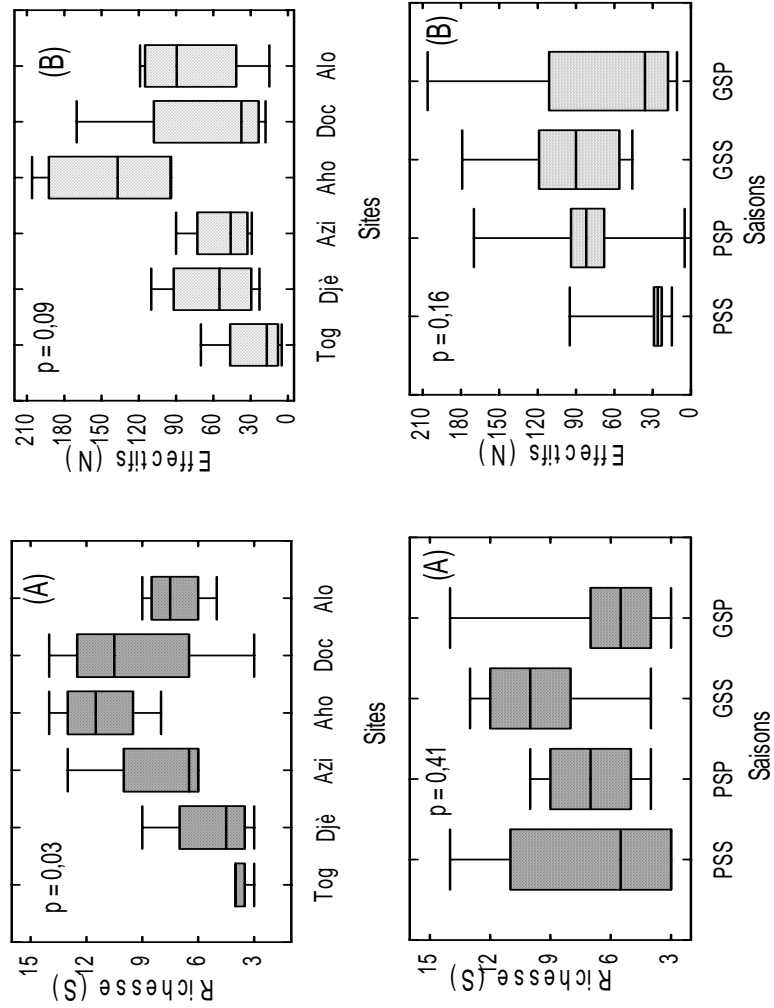 (A)
p = 0,03
Richesse (S)
15
12
9
6
3
Tog Djè Azi Aho Doc Alo
Sites
(B)
p = 0,09
Effectifs (N)
210
180
150
120
90
60
30
0
Tog Djè Azi Aho Doc Alo
Sites
(A)
p = 0,41
Richesse (S)
15
12
9
6
3
PSS PSP GSS GSP
Saisons
(B)
p = 0,16
Effectifs (N)
210
180
150
120
90
60
30
0
PSS PSP GSS GSP
Saisons